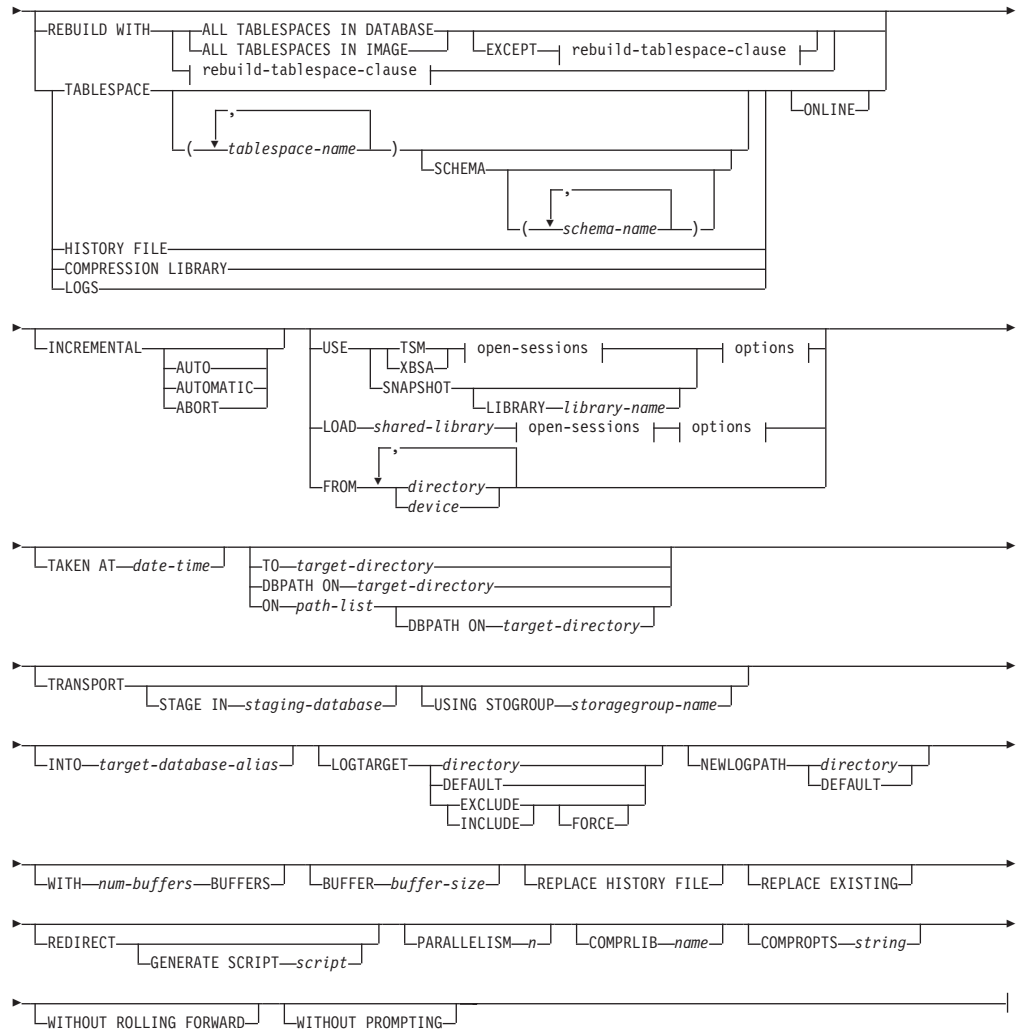 REBUILD WITH ALL TABLESPACES IN DATABASE
ALL TABLESPACES IN IMAGE EXCEPT rebuild-tablespace-clause
rebuild-tablespace-clause
TABLESPACE
ONLINE
,
( tablespace-name )
SCHEMA
,
( schema-name )
HISTORY FILE
COMPRESSION LIBRARY
LOGS
INCREMENTAL
AUTO
AUTOMATIC
ABORT
USE TSM open-sessions options
XBSA
SNAPSHOT
LIBRARY library-name
LOAD shared-library open-sessions options
,
FROM directory
device
TAKEN AT date-time TO target-directory
DBPATH ON target-directory
ON path-list
DBPATH ON target-directory
TRANSPORT
STAGE IN staging-database USING STOGROUP storagegroup-name
INTO target-database-alias LOGTARGET directory NEWLOGPATH directory
DEFAULT DEFAULT
EXCLUDE
INCLUDE FORCE
WITH num-buffers BUFFERS BUFFER buffer-size REPLACE HISTORY FILE REPLACE EXISTING
REDIRECT PARALLELISM n COMPRLIB name COMPROPTS string
GENERATE SCRIPT script
WITHOUT ROLLING FORWARD WITHOUT PROMPTING